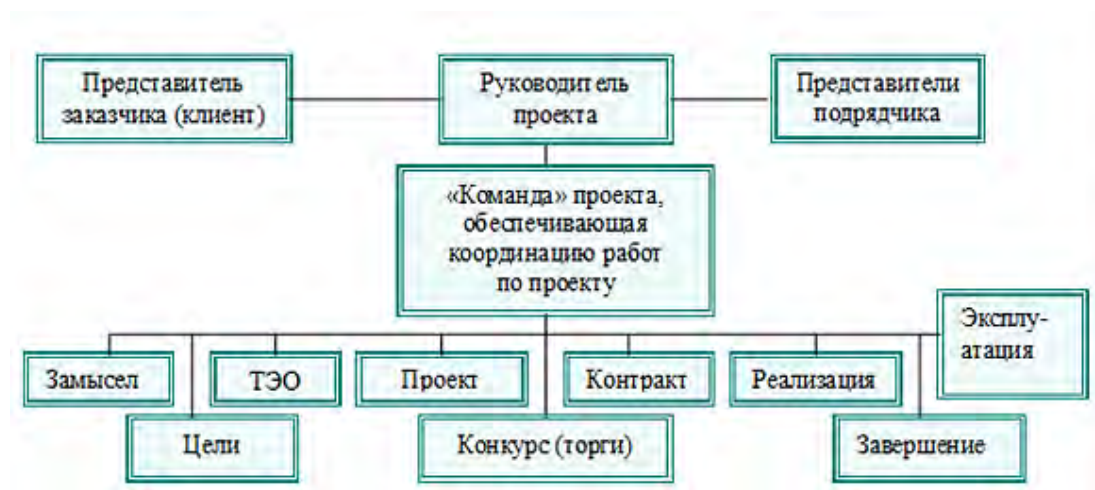 Представитель
заказчика (клиент)
Руководитель
проекта
Представители
подрядчика
«Команда» проекта,
обеспечивающая
координацию работ
по проекту
Эксплу-
атация
Замысел
ТЭО
Проект
Контракт
Реализация
Цели
Конкурс (торги)
Завершение